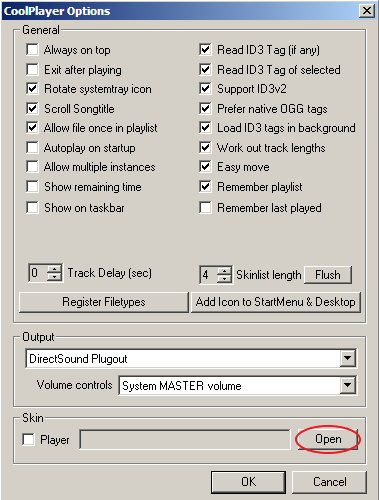 CoolPlayer Options
General
Always on top
Read ID3 Tag (if any)
Exit after playing
Read ID3 Tag of selected
Rotate systemtray icon
Support ID3v2
Scroll Songtitle
Prefer native OGG tags
Allow file once in playlist
Load ID3 tags in background
Autoplay on startup
Work out track lengths
Allow multiple instances
Easy move
Show remaining time
Remember playlist
Show on taskbar
Remember last played
0 Track Delay (sec)
4 Skinlist length Flush
Register Filetypes
Add Icon to StartMenu & Desktop
Output
DirectSound Plugout
Volume controls System MASTER volume
Skin
Player Open
OK Cancel